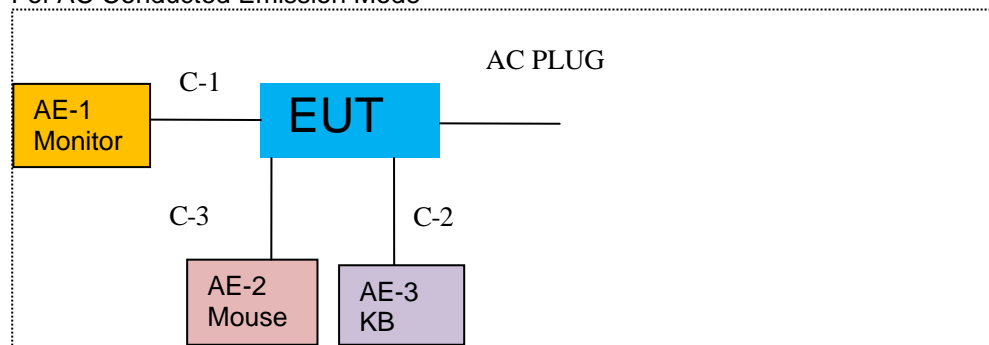 For AC Conducted Emission Mode
AC PLUG
C-1
EUT
AE-1
Monitor
C-3
C-2
AE-2
Mouse
AE-3
KB